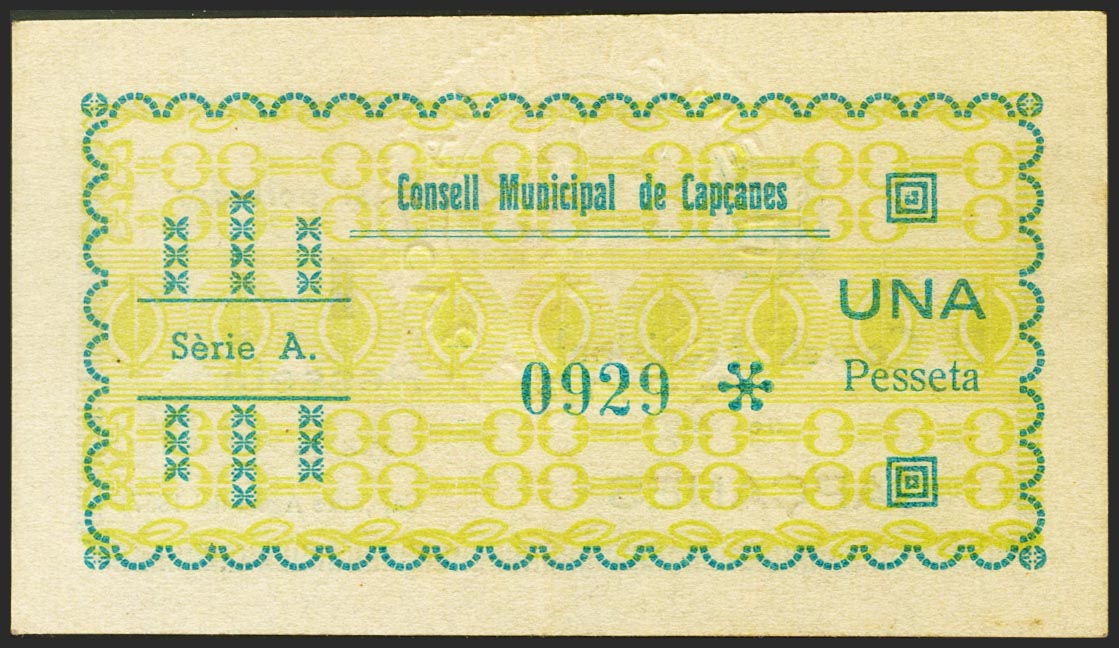 Consell Municipal de Capçanes
UNA
Sèrie A.
0929 *
Pesseta